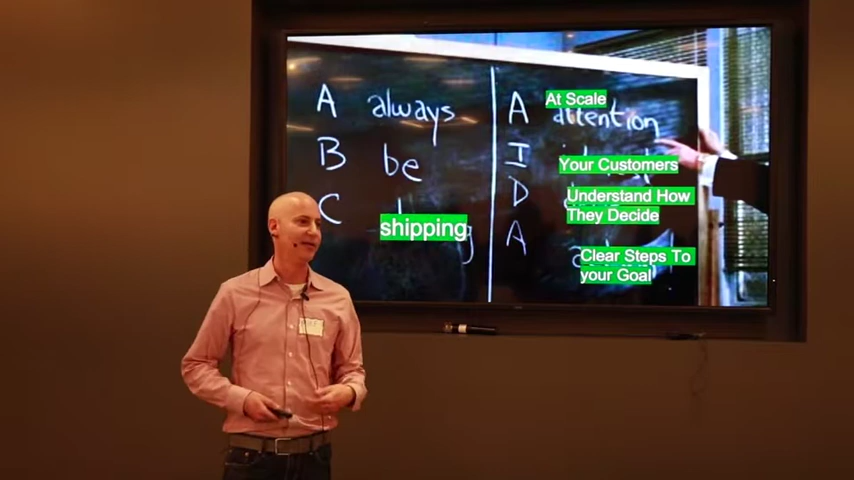 A always
B be
C shipping
A At Scale
attention
I Your Customers
D Understand How
They Decide
A Clear Steps To
your Goal